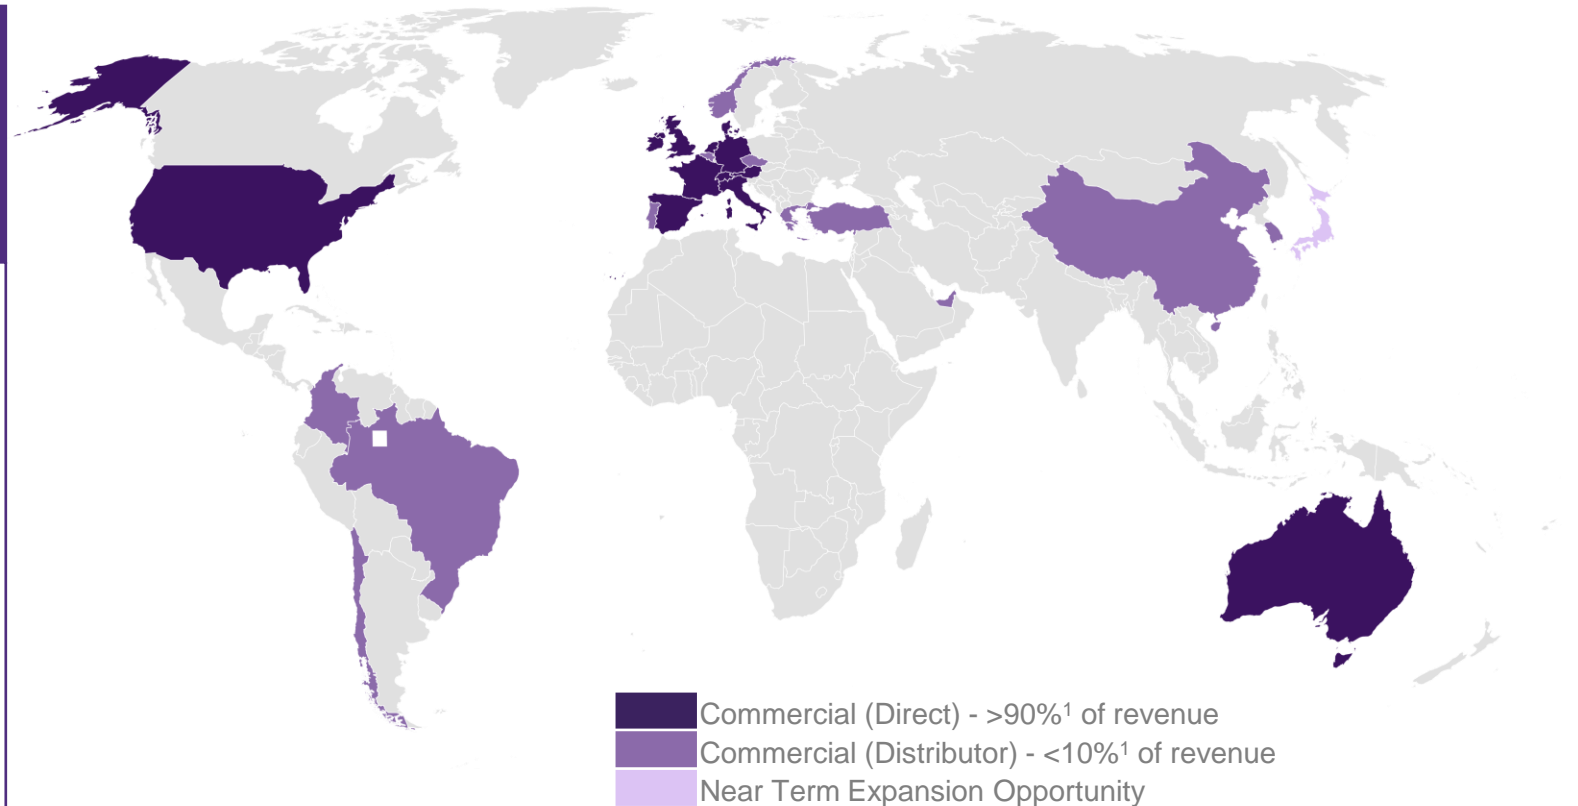 Commercial (Direct) - >90%¹ of revenue
Commercial (Distributor) - <10%¹ of revenue
Near Term Expansion Opportunity